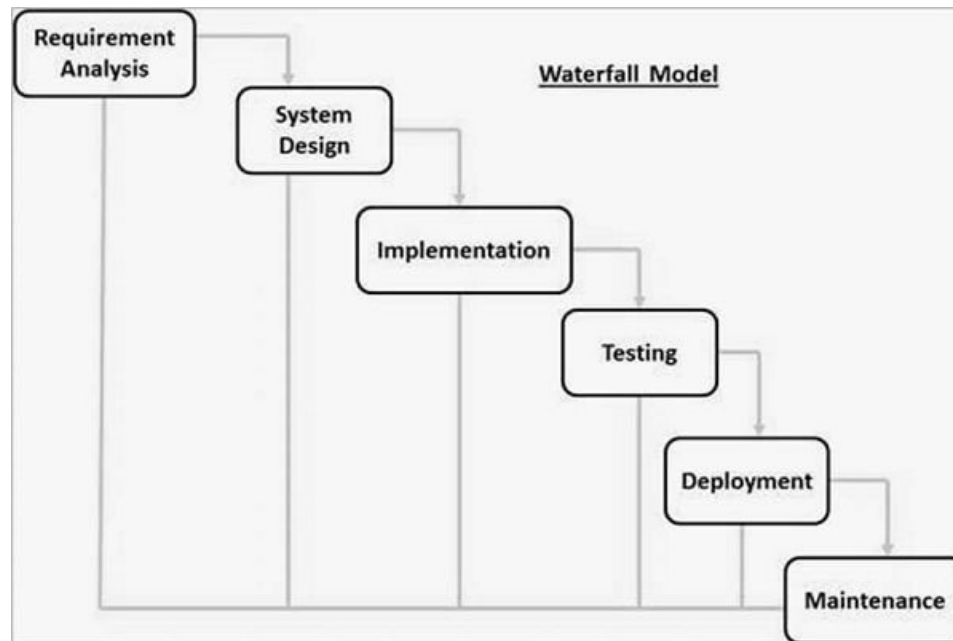 Requirement
Analysis
Waterfall Model
System
Design
Implementation
Testing
Deployment
Maintenance